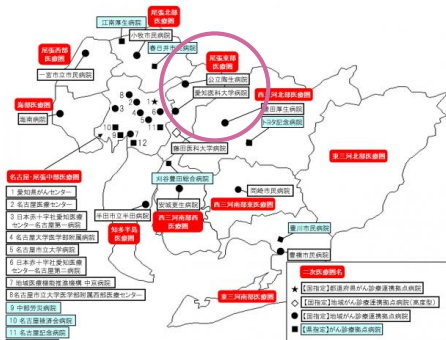 尾張北部医療圏
江南厚生病院
小牧市民病院
春日井市民病院
尾張西部医療圏
一宮市立市民病院
尾張東部医療圏
公立陶生病院
愛知医科大学病院
西三河北部医療圏
豊田厚生病院
トヨタ記念病院
海部医療圏
海南病院
藤田医科大学病院
東三河北部医療圏
名古屋・尾張中部医療圏
1 愛知県がんセンター
2 名古屋医療センター
3 日本赤十字社愛知医療センター名古屋第一病院
4 名古屋大学医学部附属病院
5 名古屋市立大学病院
6 日本赤十字社愛知医療センター名古屋第二病院
7 地域医療機能推進機構 中京病院
8 名古屋市立大学医学部附属西部医療センター
9 中部労災病院
10 名古屋掖済会病院
11 名古屋記念病院
刈谷豊田総合病院
安城更生病院
岡崎市民病院
半田市立半田病院
知多半島医療圏
西三河南部西医療圏
西三河南部東医療圏
豊川市民病院
豊橋市民病院
東三河南部医療圏
二次医療圏名
★ 【国指定】都道府県がん診療連携拠点病院
【国指定】地域がん診療連携拠点病院(高度型)
● 【国指定】地域がん診療連携拠点病院
■ 【県指定】がん診療拠点病院